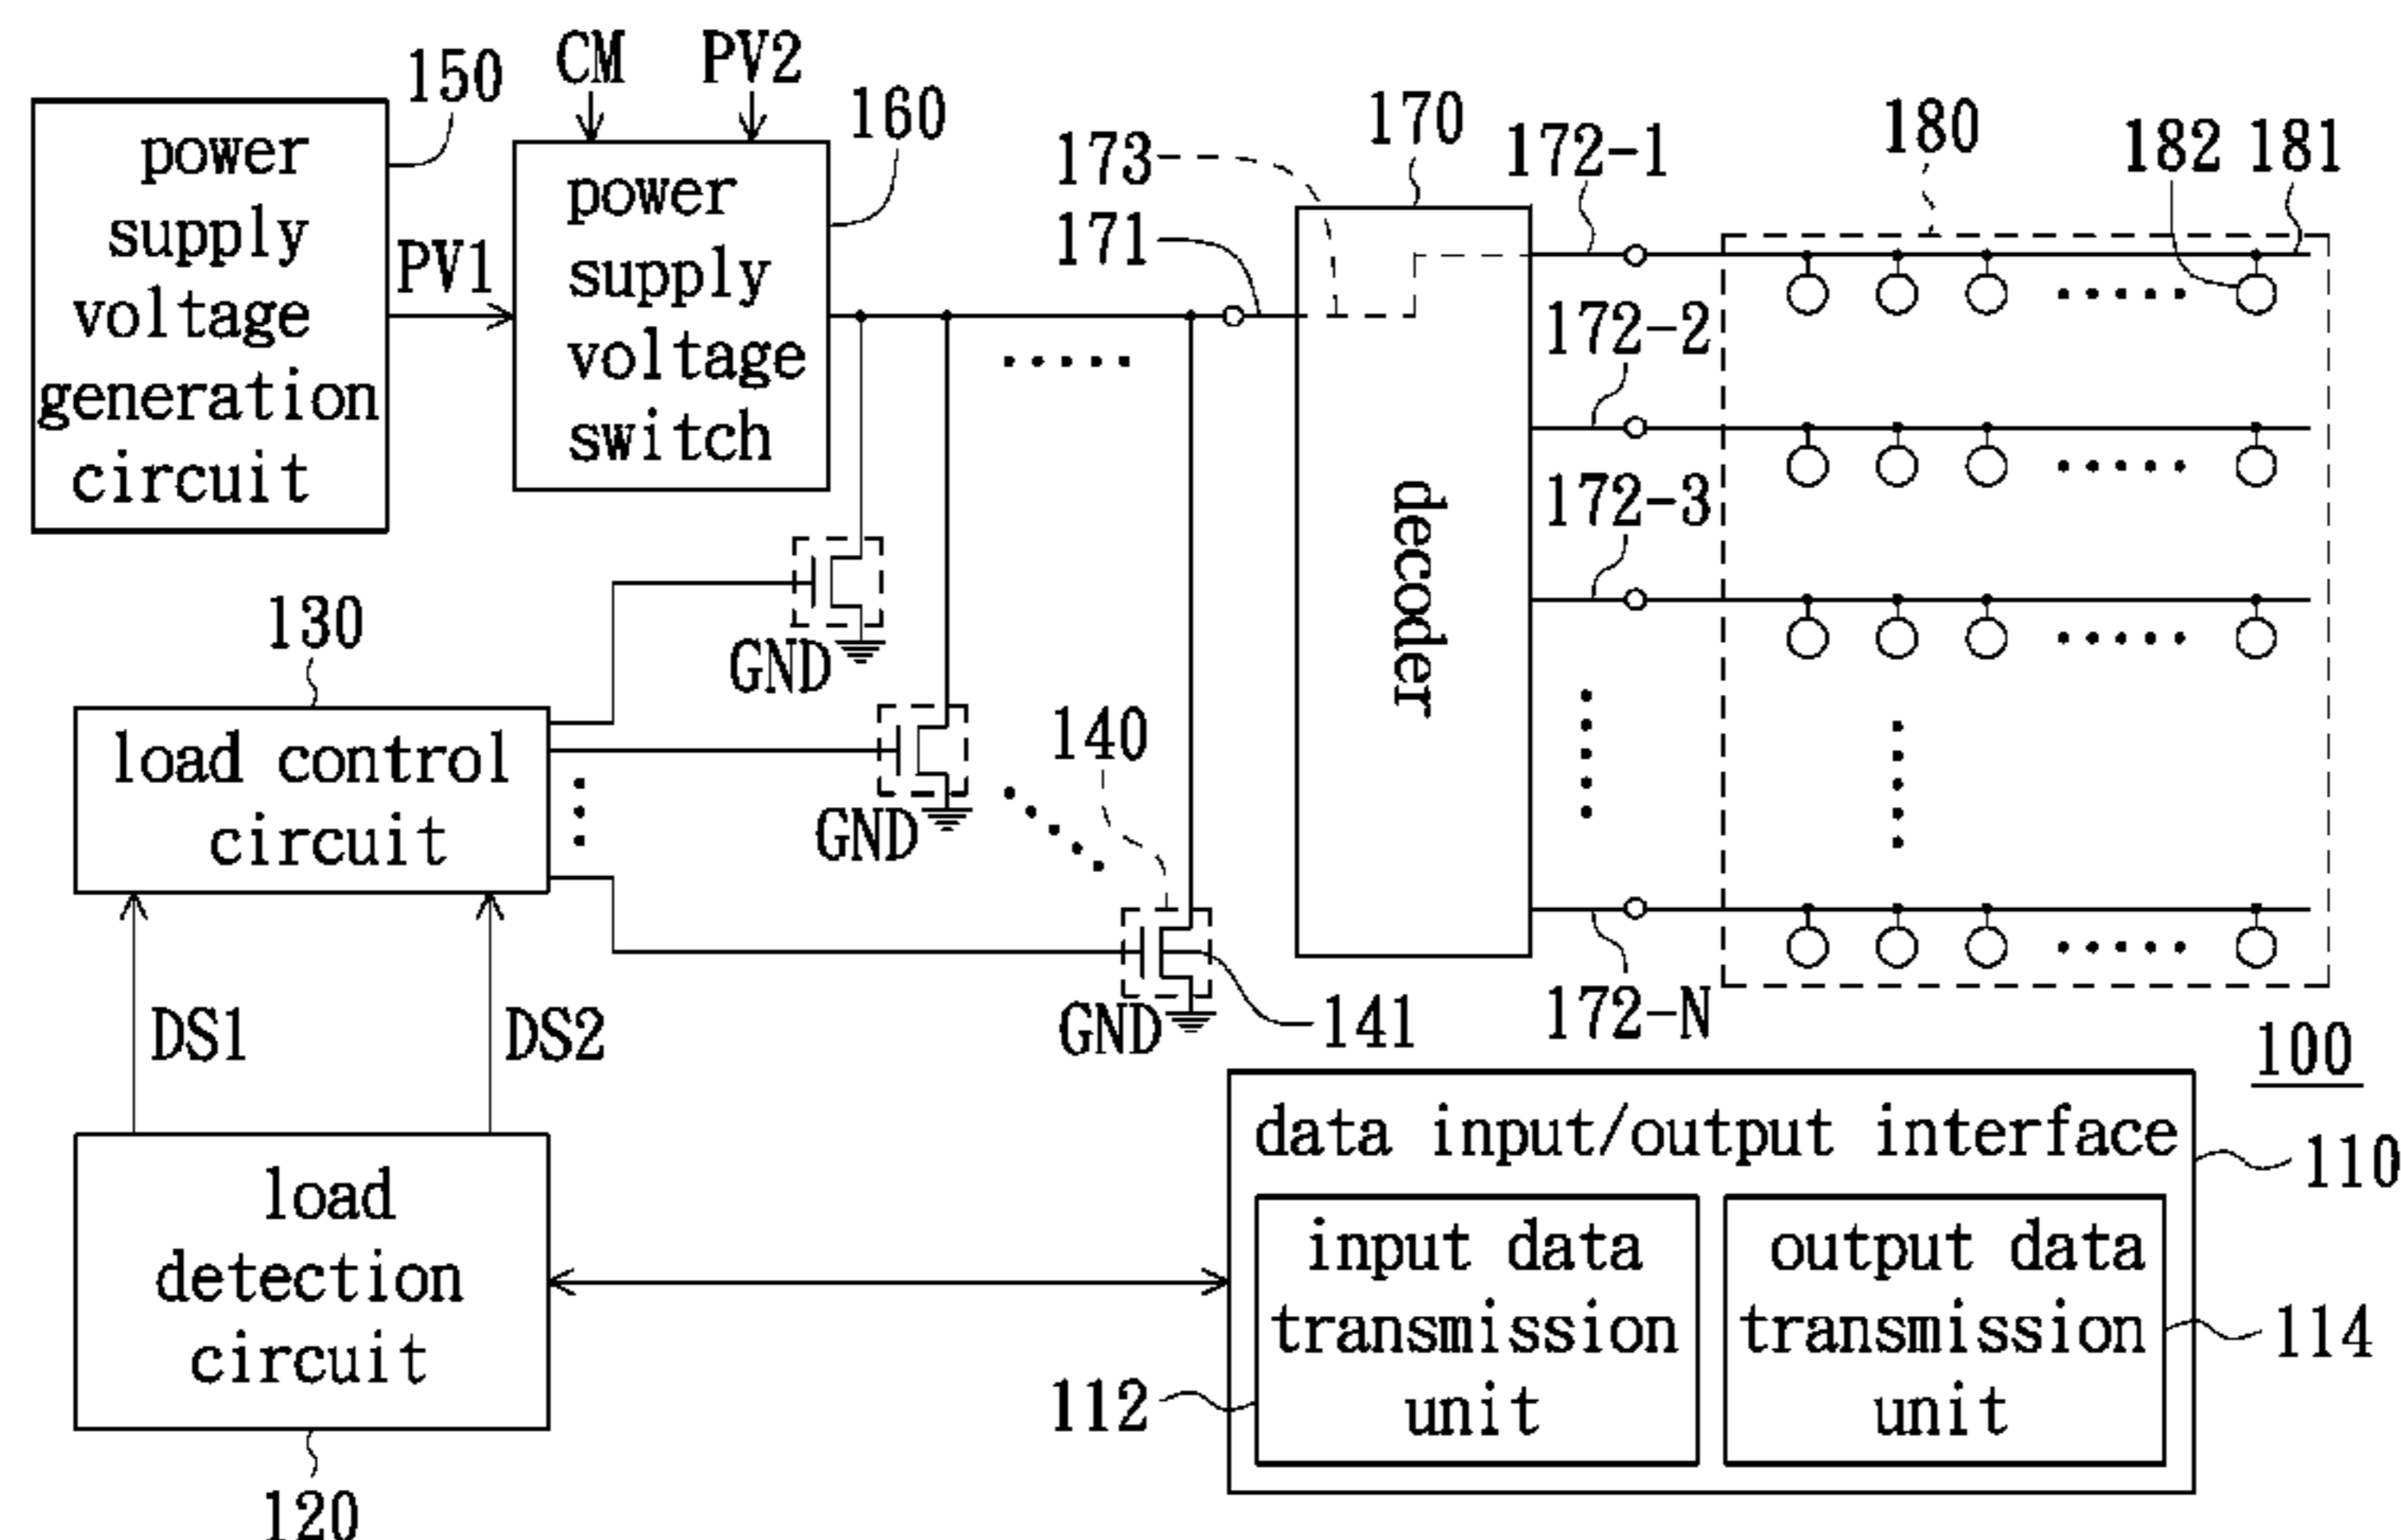 150
CM
PV2
160
170
172-1
180
182
181
power
supply
voltage
generation
circuit
PV1
power
supply
voltage
switch
173
171
decoder
172-2
172-3
172-N
130
load control
circuit
GND
GND
140
GND
141
DS1
DS2
100
load
detection
circuit
120
data input/output interface
110
input data
transmission
unit
112
output data
transmission
unit
114